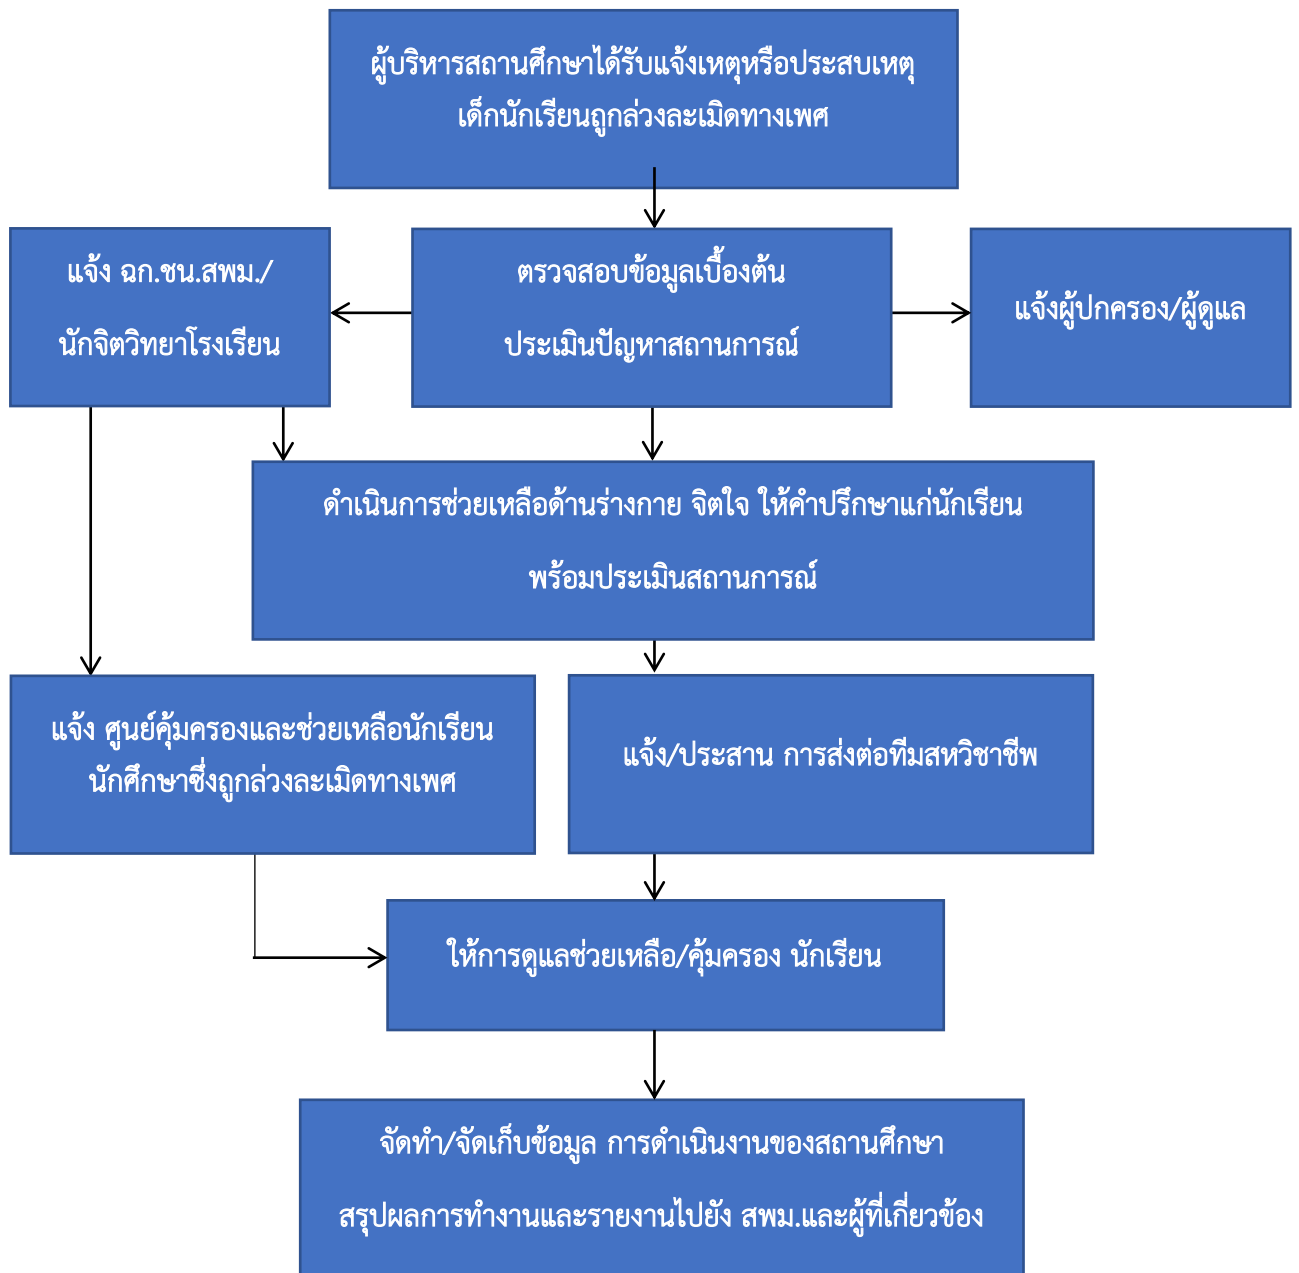 ผู้บริหารสถานศึกษาได้รับแจ้งเหตุหรือประสบเหตุ
เด็กนักเรียนถูกล่วงละเมิดทางเพศ
แจ้ง ฉก.ชน.สพม./
นักจิตวิทยาโรงเรียน
ตรวจสอบข้อมูลเบื้องต้น
ประเมินปัญหาสถานการณ์
แจ้งผู้ปกครอง/ผู้ดูแล
ดำเนินการช่วยเหลือด้านร่างกาย จิตใจ ให้คำปรึกษาแก่นักเรียน
พร้อมประเมินสถานการณ์
แจ้ง ศูนย์คุ้มครองและช่วยเหลือนักเรียน
นักศึกษาซึ่งถูกล่วงละเมิดทางเพศ
แจ้ง/ประสาน การส่งต่อทีมสหวิชาชีพ
ให้การดูแลช่วยเหลือ/คุ้มครอง นักเรียน
จัดทำ/จัดเก็บข้อมูล การดำเนินงานของสถานศึกษา
สรุปผลการทำงานและรายงานไปยัง สพม.และผู้ที่เกี่ยวข้อง